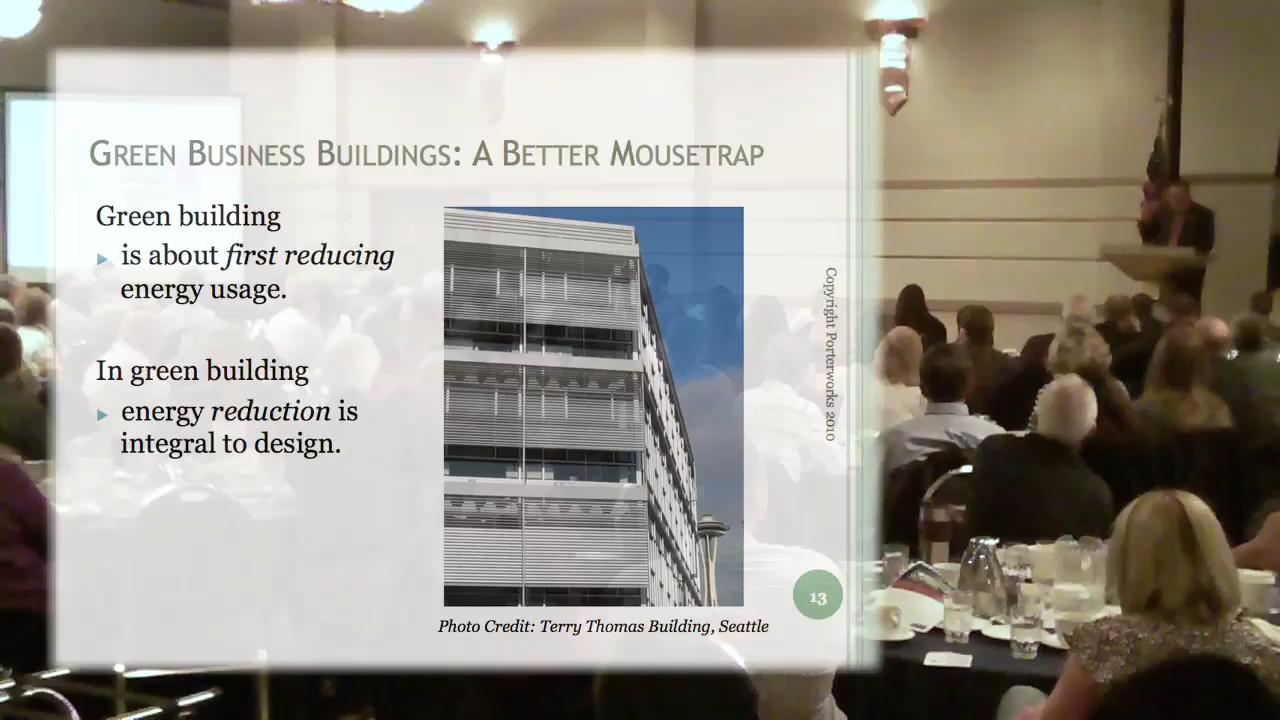 Green Business Buildings: A Better Mousetrap
Green building
is about first reducing
energy usage.
In green building
energy reduction is
integral to design.
Copyright Porterworks 2010
13
Photo Credit: Terry Thomas Building, Seattle